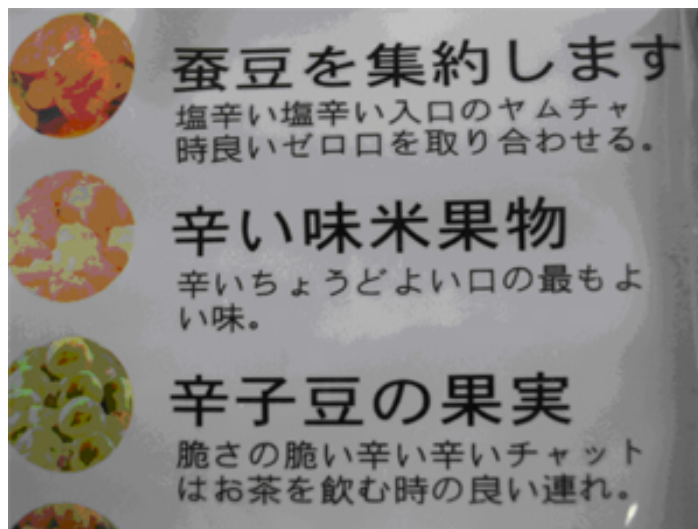 蚕豆を集約します
塩辛い塩辛い入口のヤムチャ
時良いゼロ口を取り合わせる。
辛い味米果物
辛いちょうどよい口の最もよ
い味。
辛子豆の果実
脆さの脆い辛い辛いチャット
はお茶を飲む時の良い連れ。